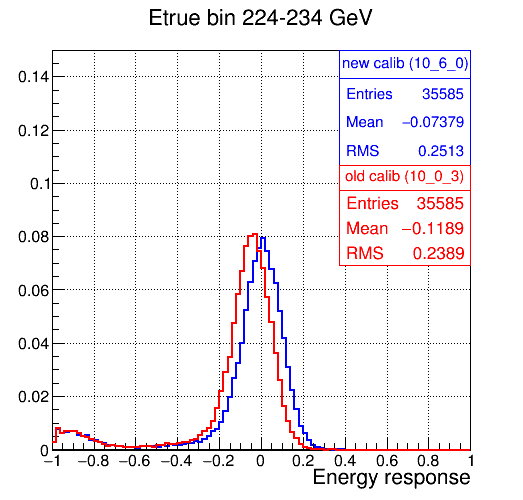 Etrue bin 224-234 GeV
new calib (10_6_0)
Entries 35585
Mean −0.07379
RMS 0.2513
old calib (10_0_3)
Entries 35585
Mean −0.1189
RMS 0.2389
0.14
0.12
0.1
0.08
0.06
0.04
0.02
0
−1 −0.8 −0.6 −0.4 −0.2 0 0.2 0.4 0.6 0.8 1
Energy response